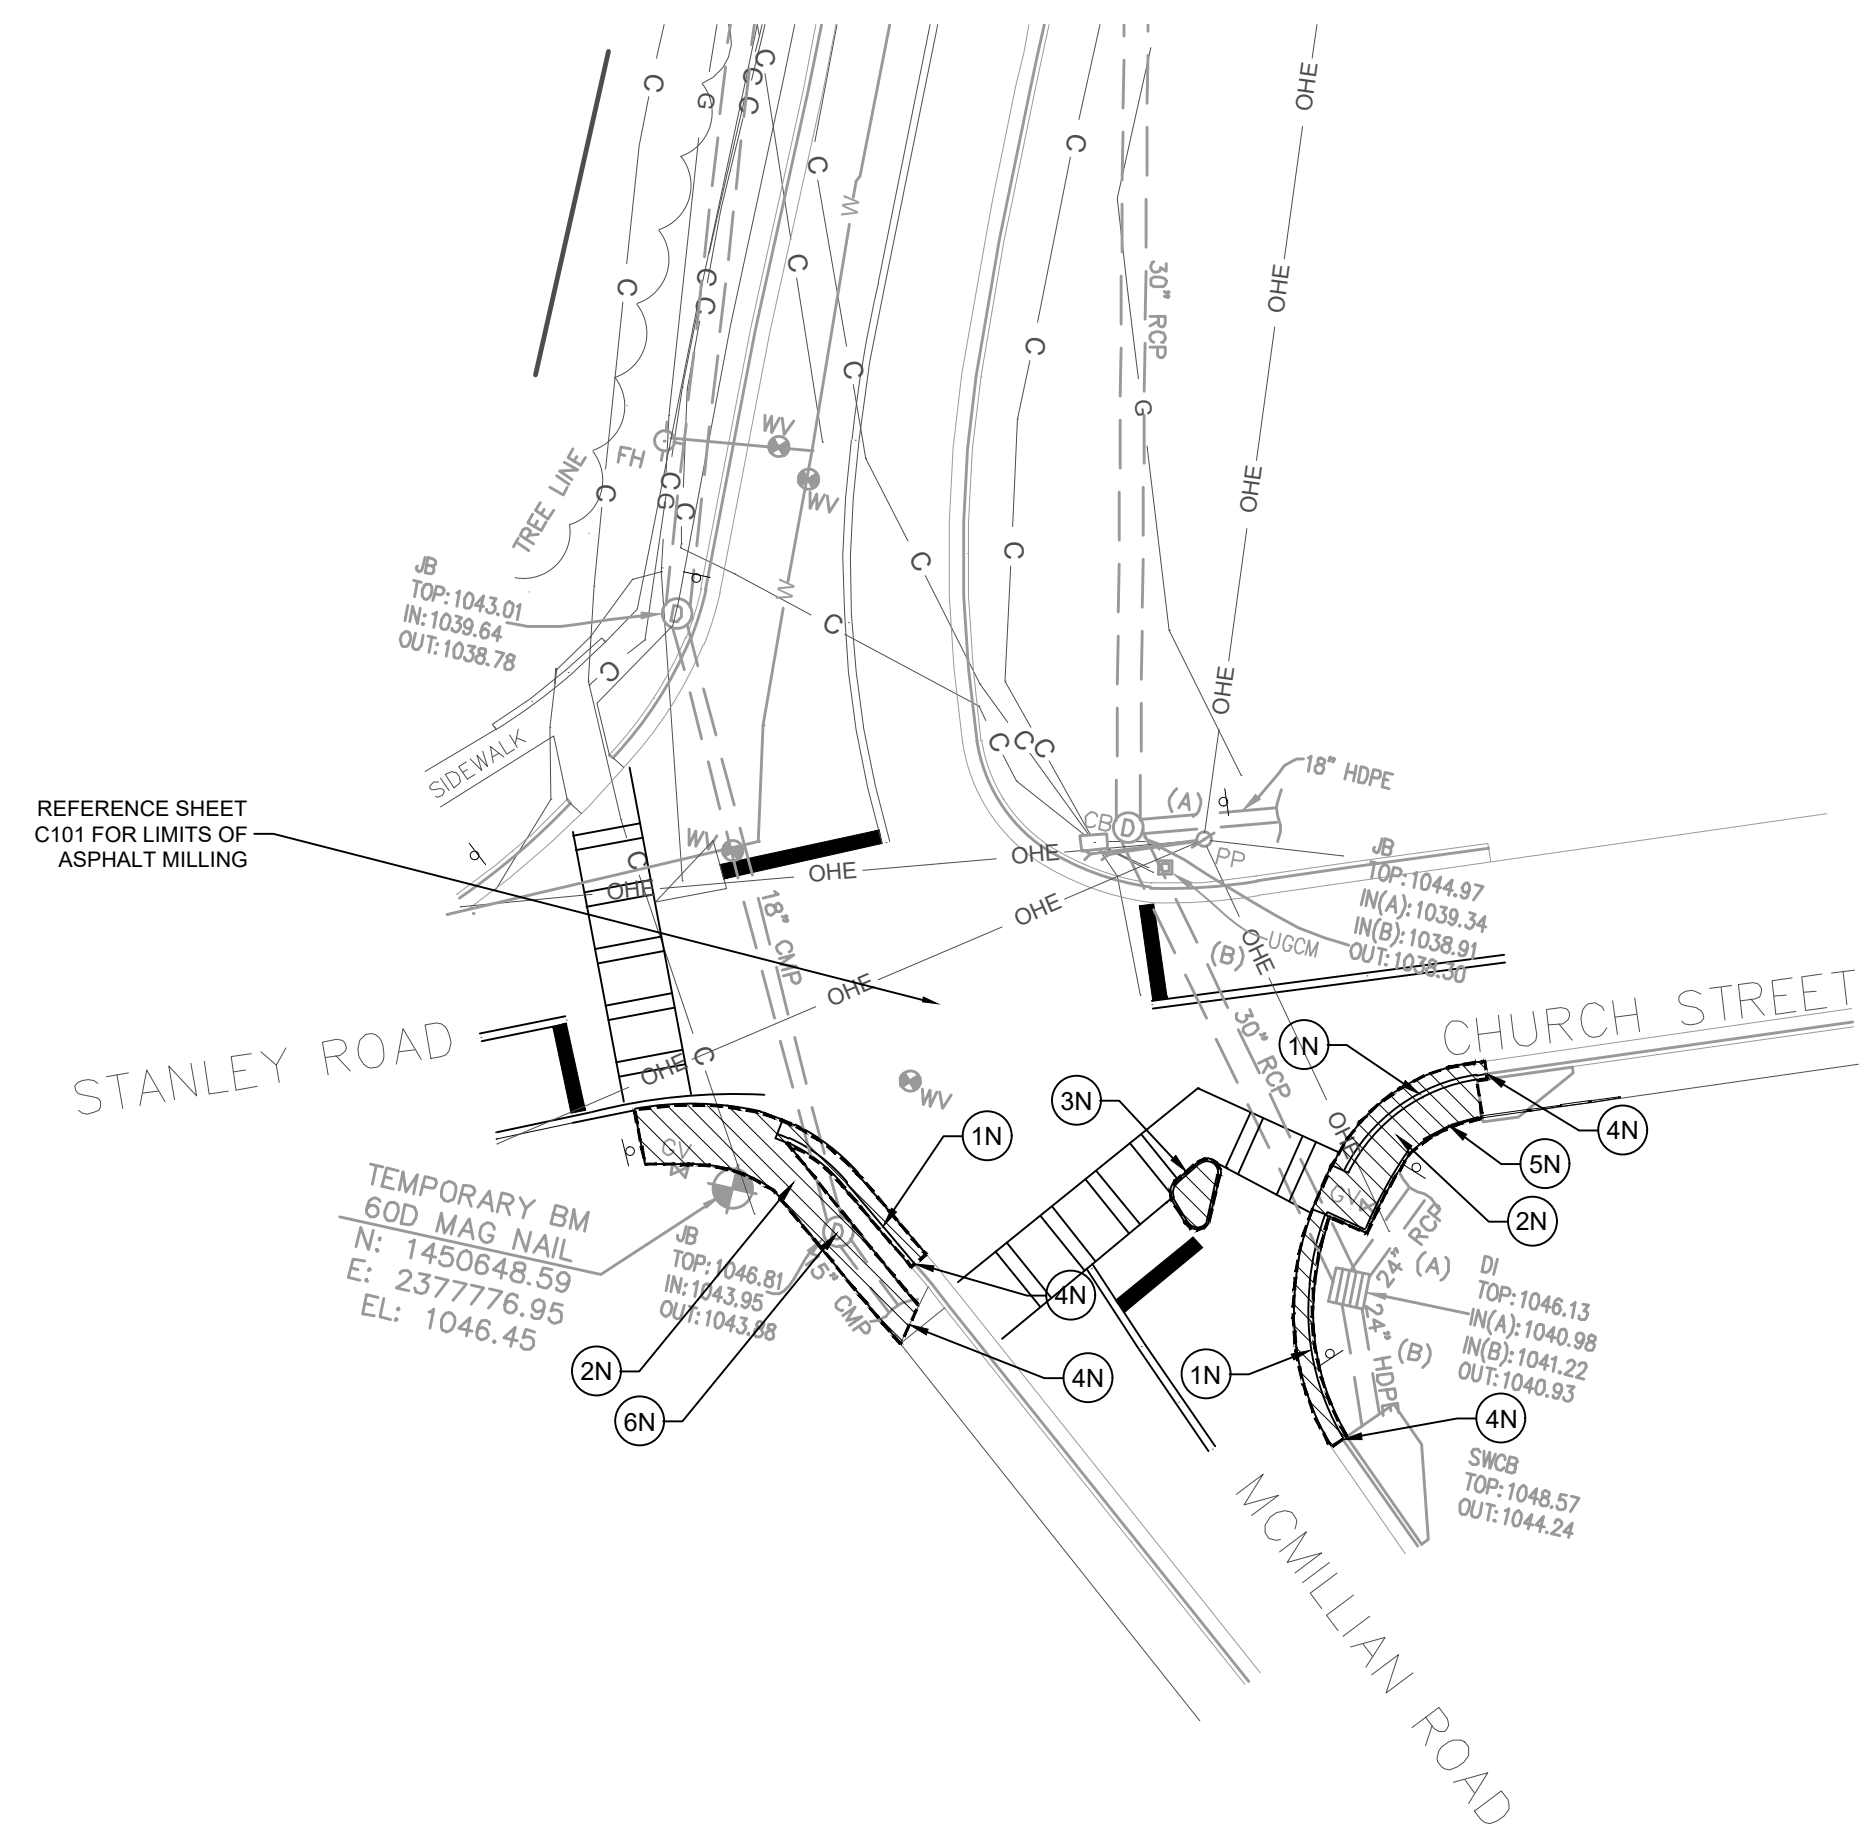 C
C
C
C
G
C
OHE
C
C
W
C
OHE
30" RCP
C
C
C
C
C
C
G
WV
FH
TREE LINE
C
G
C
C
WV
OHE
C
C
JB
TOP:1043.01
IN:1039.64
OUT:1038.78
D
W
C
C
OHE
SIDEWALK
C
C
C
18" HDPE
(A)
REFERENCE SHEET
C101 FOR LIMITS OF
ASPHALT MILLING
WV
C
OHE
OHE
OHE
CB
D
PP
JB
TOP:1044.97
IN(A):1039.34
IN(B):1038.91
OUT:1038.30
18" CMP
OHE
OHE
UGCM
(B)
OHE
30" RCP
STANLEY ROAD
CHURCH STREET
OHE
C
WV
1N
3N
1N
4N
5N
2N
OHE
GV
CV
TEMPORARY BM
60D MAG NAIL
N: 1450648.59
E: 2377776.95
EL: 1046.45
D
JB
TOP:1046.81
IN:1043.95
OUT:1043.88
15" CMP
4N
4N
2N
6N
1N
24" RCP
(A)
24" HDPE
(B)
DI
TOP:1046.13
IN(A):1040.98
IN(B):1041.22
OUT:1040.93
4N
SWCB
TOP:1048.57
OUT:1044.24
MCMILLIAN ROAD